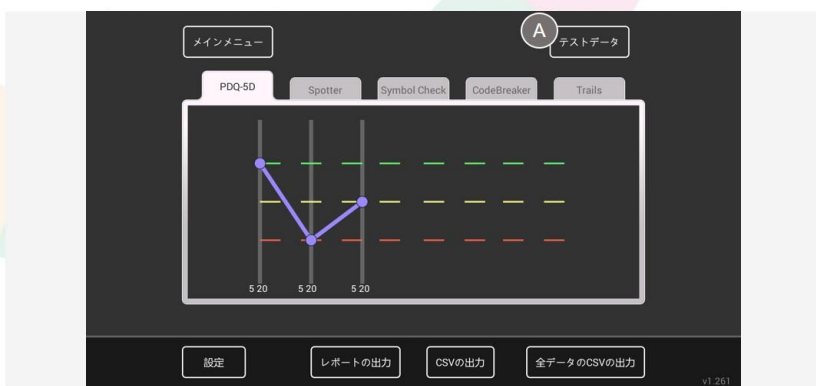 メインメニュー
A
テストデータ
PDQ-5D
Spotter
Symbol Check
CodeBreaker
Trails
5 20
5 20
5 20
設定
レポートの出力
CSVの出力
全データのCSVの出力
v1.261